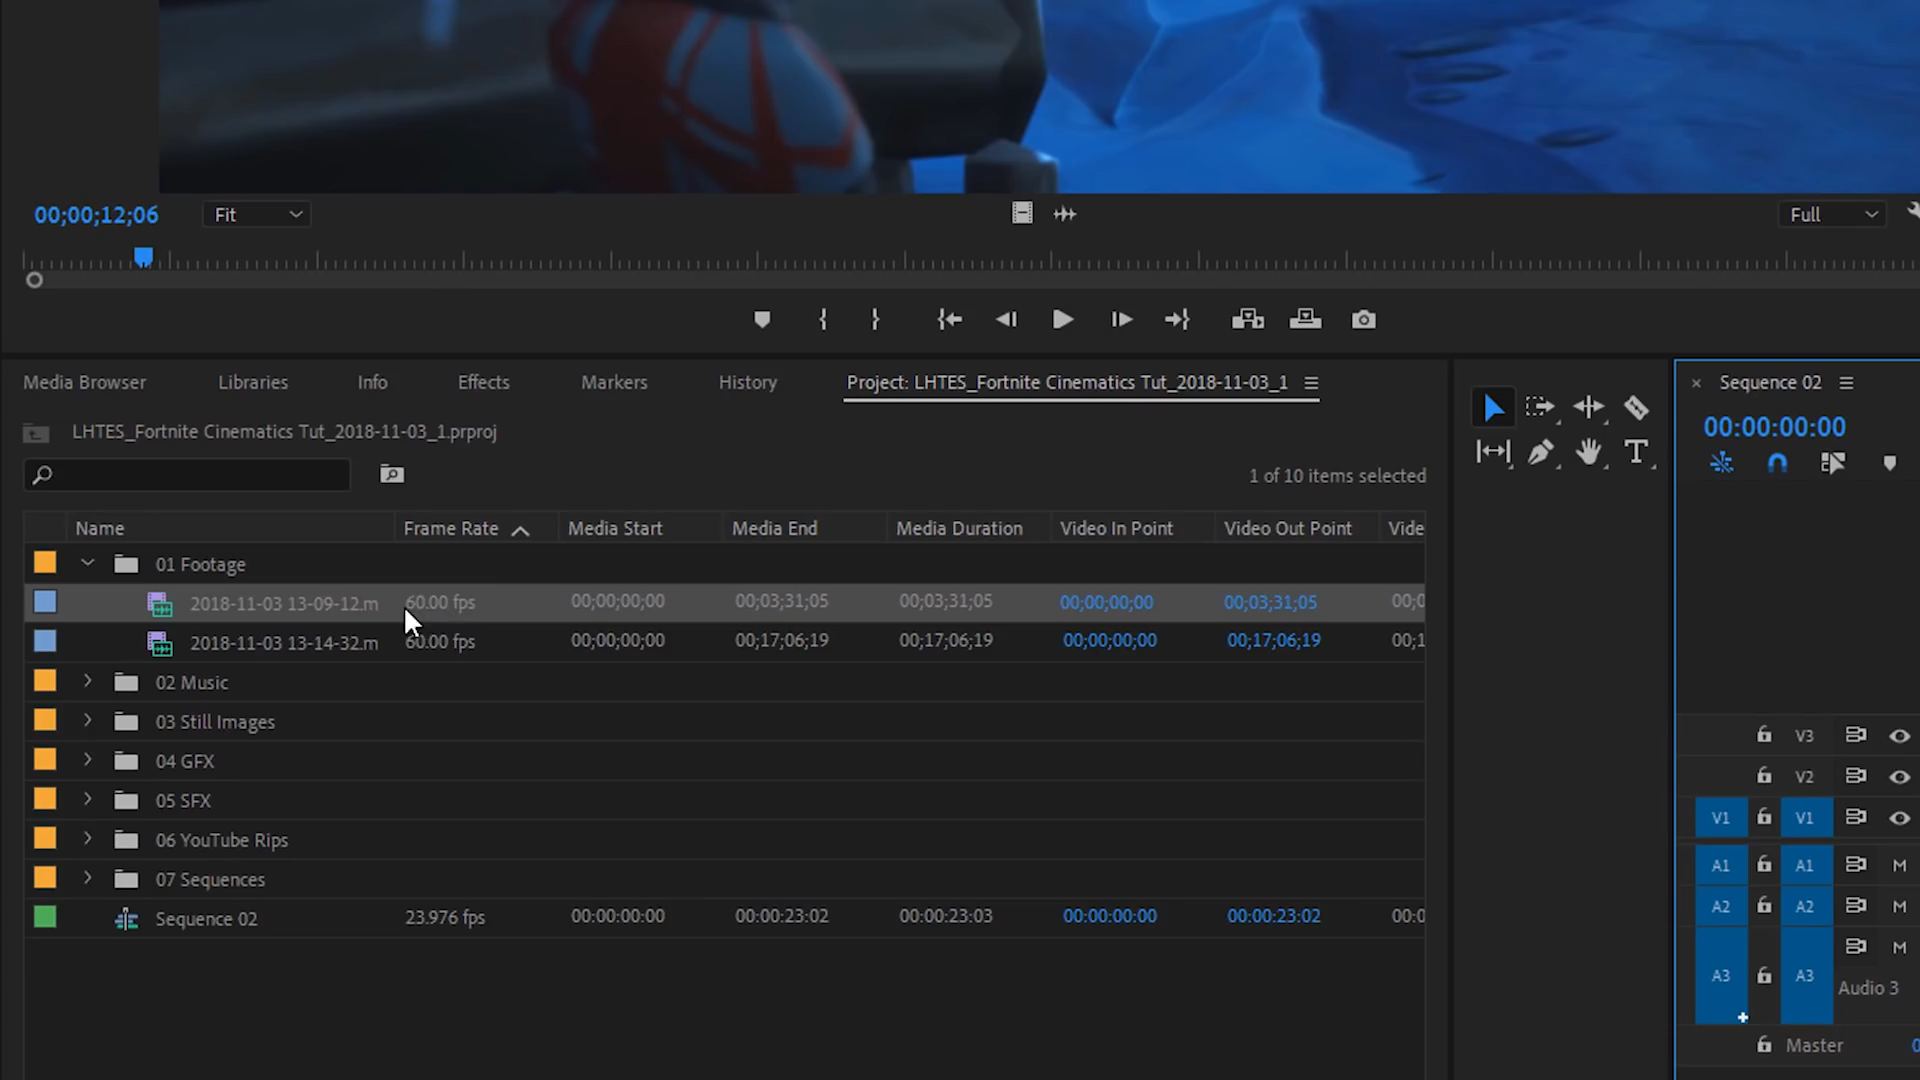 00;00;12;06 Fit Full
Media Browser Libraries Info Effects Markers History Project: LHTES_Fortnite Cinematics Tut_2018-11-03_1
LHTES_Fortnite Cinematics Tut_2018-11-03_1.prproj
1 of 10 items selected
Name Frame Rate Media Start Media End Media Duration Video In Point Video Out Point Vide
01 Footage
2018-11-03 13-09-12.m 60.00 fps 00;00;00;00 00;03;31;05 00;03;31;05 00;00;00;00 00;03;31;05 00;0
2018-11-03 13-14-32.m 60.00 fps 00;00;00;00 00;17;06;19 00;17;06;19 00;00;00;00 00;17;06;19 00;1
02 Music
03 Still Images
04 GFX
05 SFX
06 YouTube Rips
07 Sequences
Sequence 02 23.976 fps 00:00:00:00 00:00:23:02 00:00:23:03 00:00:00:00 00:00:23:02 00:0
Sequence 02
00:00:00:00
V3
V2
V1 V1
A1 A1 M
A2 A2 M
M
A3 A3
Audio 3
Master 0